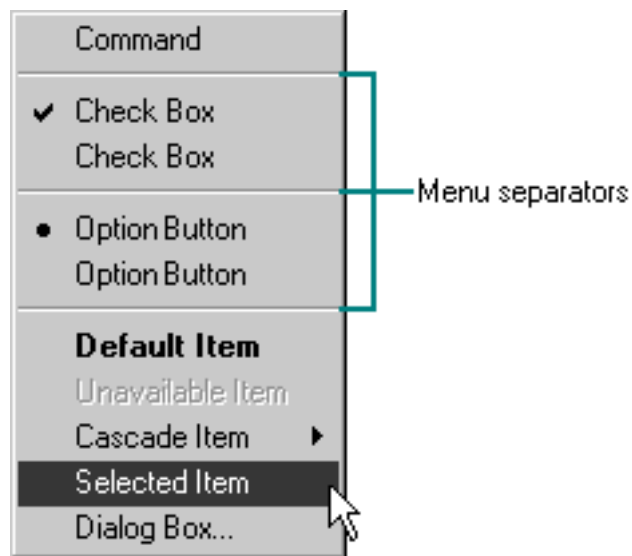 Command
Check Box
Check Box
Menu separators
Option Button
Option Button
Default Item
Unavailable Item
Cascade Item
Selected Item
Dialog Box...